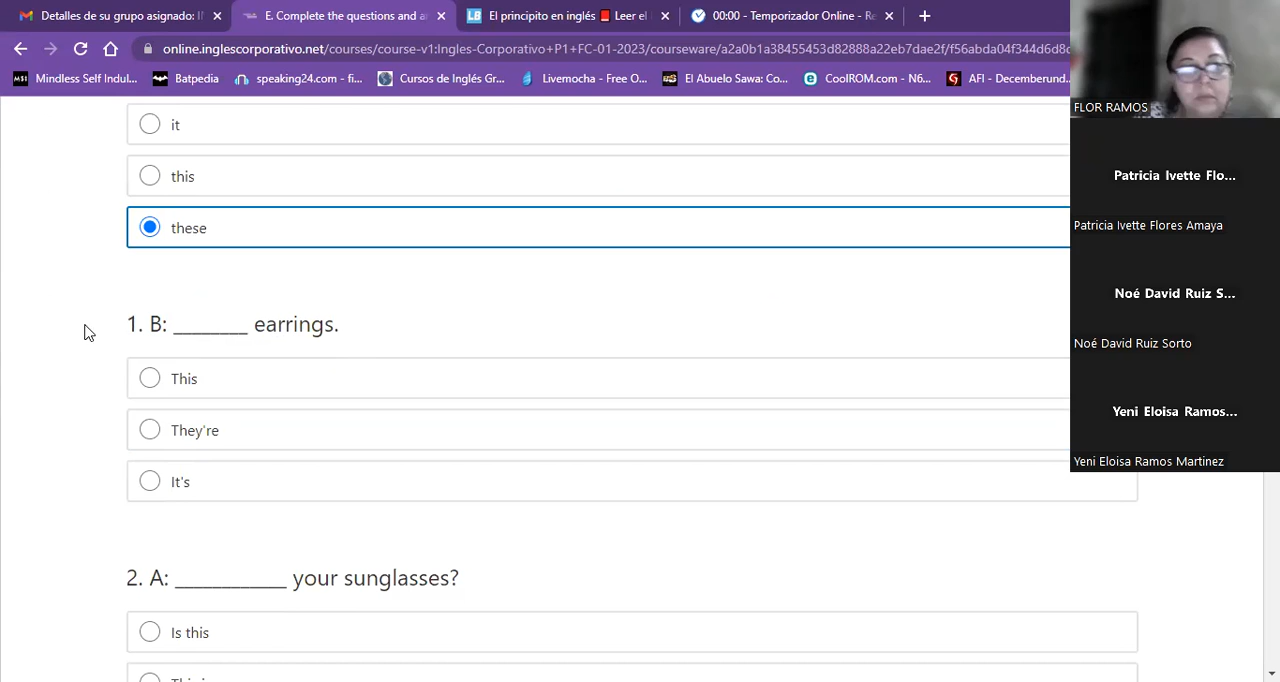 Detalles de su grupo asignado: I
E. Complete the questions and a
El principito en inglés 📕 Leer el
00:00 - Temporizador Online - Re
online.inglescorporativo.net/courses/course-v1:Ingles-Corporativo+P1+FC-01-2023/courseware/a2a0b1a38455453d82888a22eb7dae2f/f56abda04f344d6d8
Mindless Self Indul...
Batpedia
speaking24.com - fi...
Cursos de Inglés Gr...
Livemocha - Free O...
El Abuelo Sawa: Co...
CoolROM.com - N6...
AFI - Decemberund...
it
this
these
1. B: ________ earrings.
This
They're
It's
2. A: ____________ your sunglasses?
Is this
FLOR RAMOS
Patricia Ivette Flo...
Patricia Ivette Flores Amaya
Noé David Ruiz S...
Noé David Ruiz Sorto
Yeni Eloisa Ramos...
Yeni Eloisa Ramos Martinez